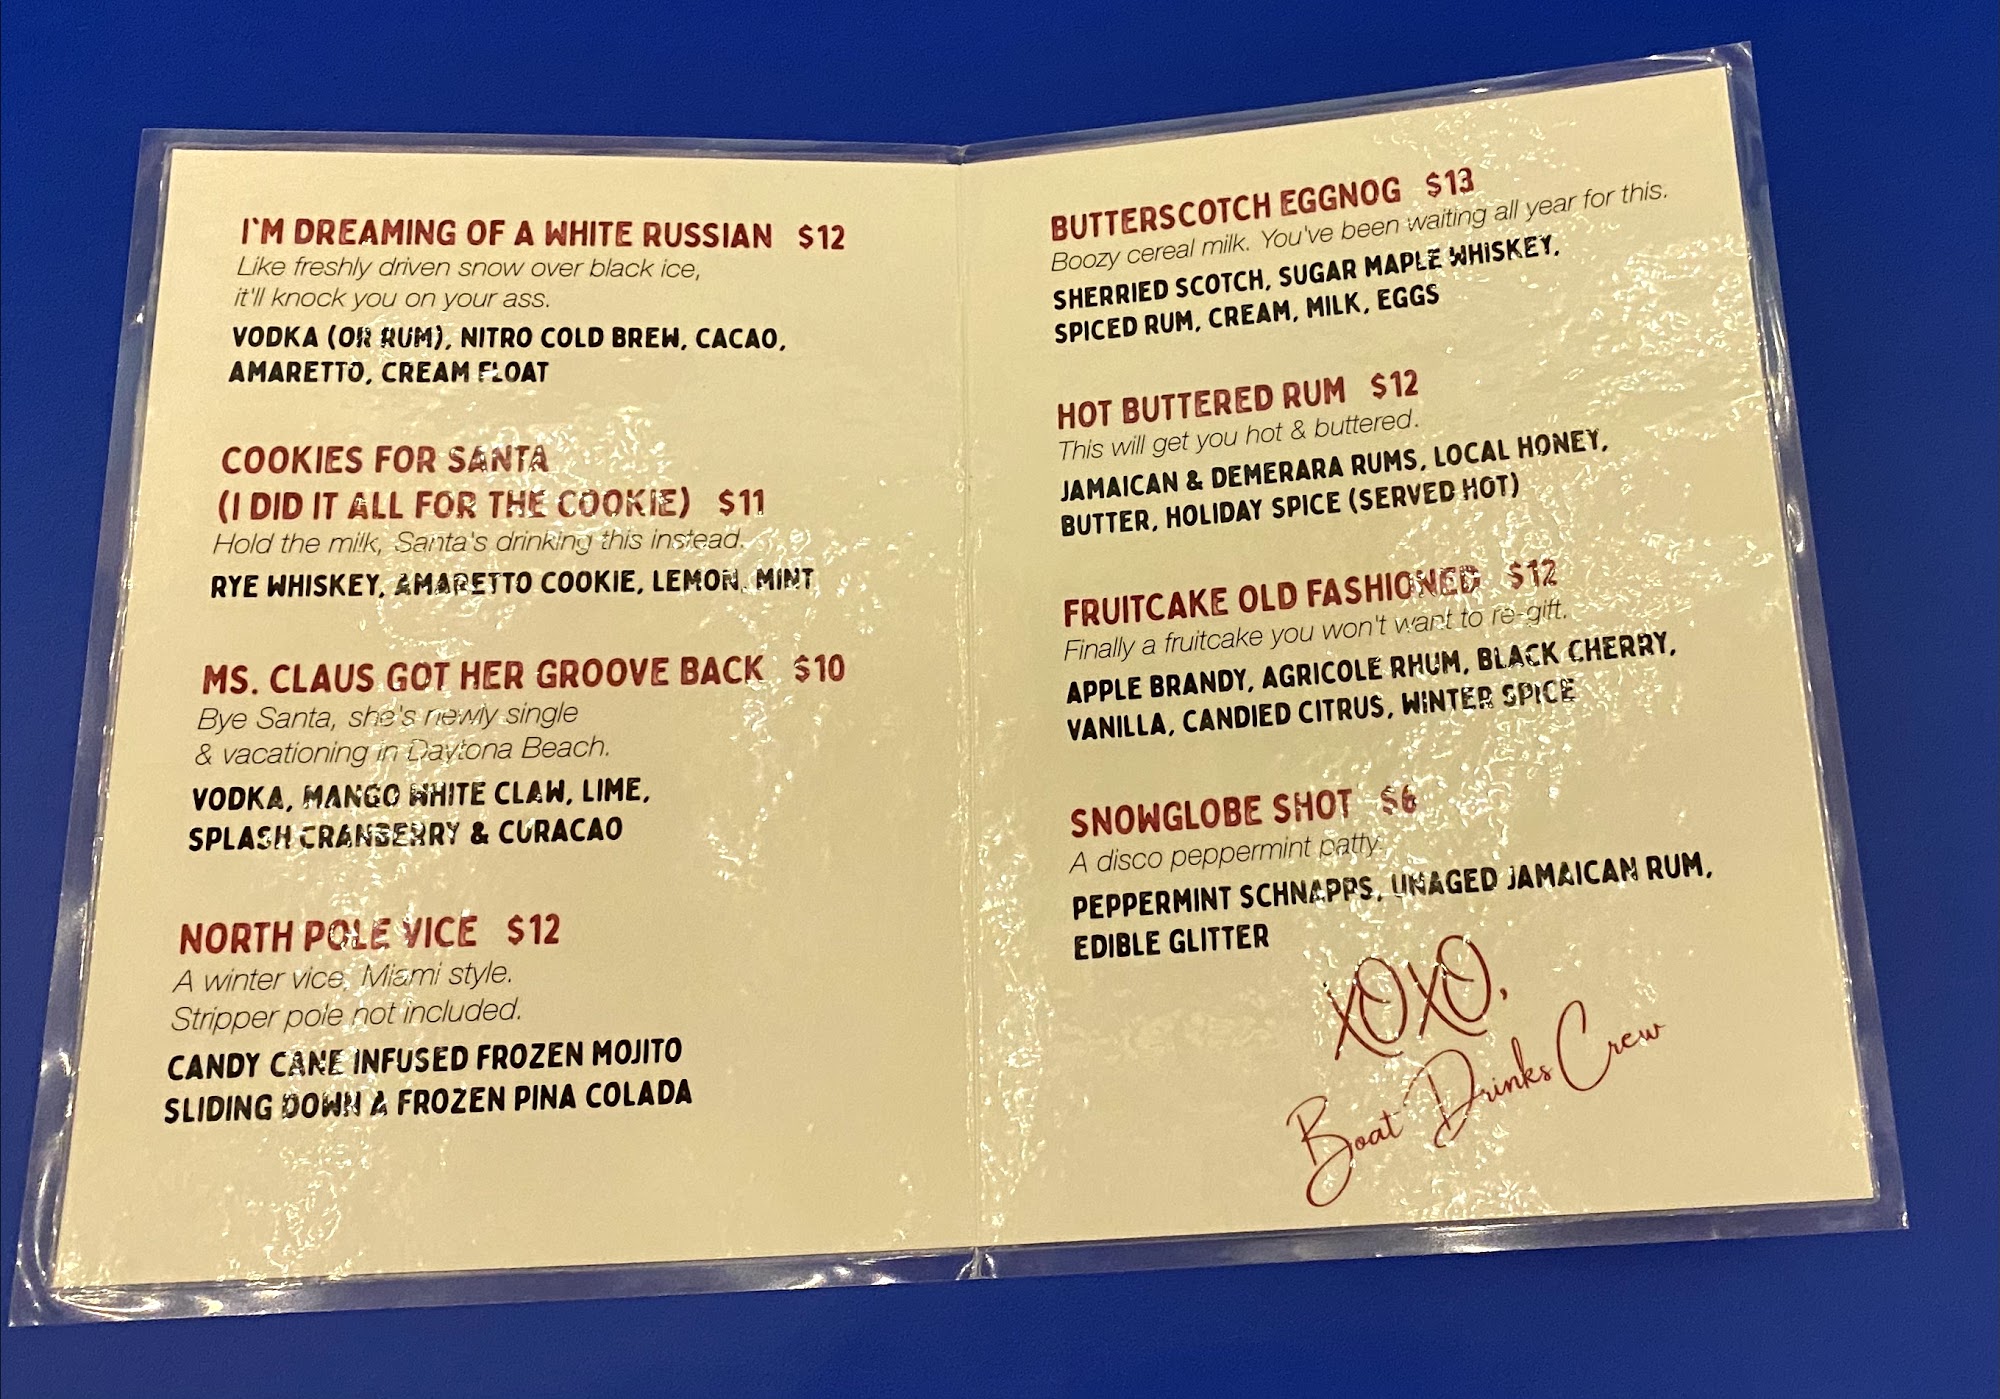 I'M DREAMING OF A WHITE RUSSIAN $12
Like freshly driven snow over black ice,
it'll knock you on your ass.
VODKA (OR RUM), NITRO COLD BREW, CACAO,
AMARETTO, CREAM FLOAT
COOKIES FOR SANTA
(I DID IT ALL FOR THE COOKIE) $11
Hold the milk, Santa's drinking this instead.
RYE WHISKEY, AMARETTO COOKIE, LEMON, MINT
MS. CLAUS GOT HER GROOVE BACK $10
Bye Santa, she's newly single
& vacationing in Daytona Beach.
VODKA, MANGO WHITE CLAW, LIME,
SPLASH CRANBERRY & CURACAO
NORTH POLE VICE $12
A winter vice, Miami style.
Stripper pole not included.
CANDY CANE INFUSED FROZEN MOJITO
SLIDING DOWN A FROZEN PINA COLADA
BUTTERSCOTCH EGGNOG $13
Boozy cereal milk. You've been waiting all year for this.
SHERRIED SCOTCH, SUGAR MAPLE WHISKEY,
SPICED RUM, CREAM, MILK, EGGS
HOT BUTTERED RUM $12
This will get you hot & buttered.
JAMAICAN & DEMERARA RUMS, LOCAL HONEY,
BUTTER, HOLIDAY SPICE (SERVED HOT)
FRUITCAKE OLD FASHIONED $12
Finally a fruitcake you won't want to re-gift.
APPLE BRANDY, AGRICOLE RHUM, BLACK CHERRY,
VANILLA, CANDIED CITRUS, WINTER SPICE
SNOWGLOBE SHOT $6
A disco peppermint patty.
PEPPERMINT SCHNAPPS, UNAGED JAMAICAN RUM,
EDIBLE GLITTER
XOXO,
Boat Drinks Crew